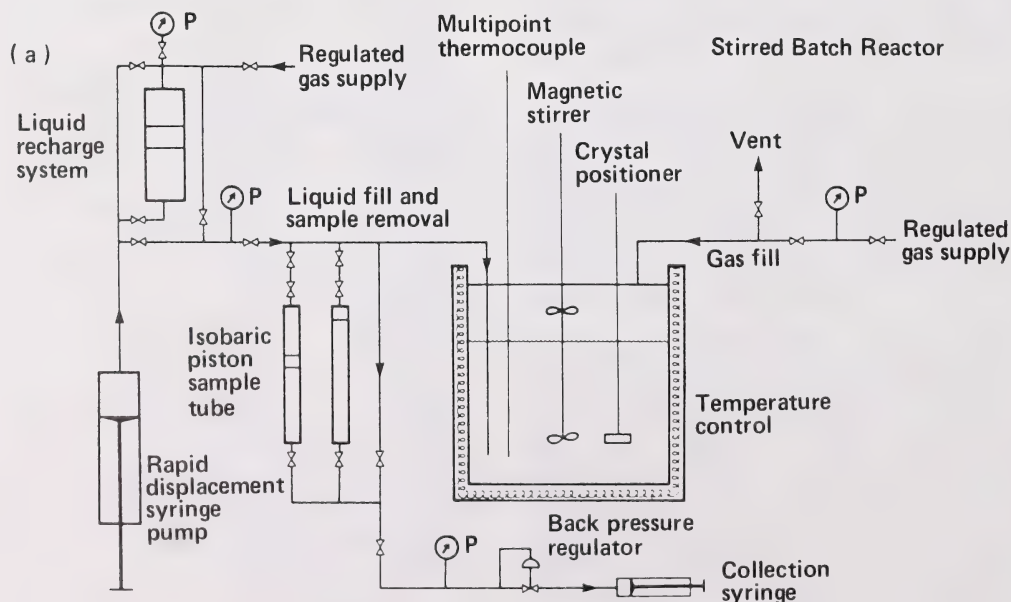 (a)
P
Regulated
gas supply
Liquid
recharge
system
P
Liquid fill and
sample removal
Multipoint
thermocouple
Magnetic
stirrer
Crystal
positioner
Stirred Batch Reactor
Vent
P
Regulated
gas supply
Gas fill
Isobaric
piston
sample
tube
Temperature
control
Rapid
displacement
syringe
pump
P
Back pressure
regulator
Collection
syringe